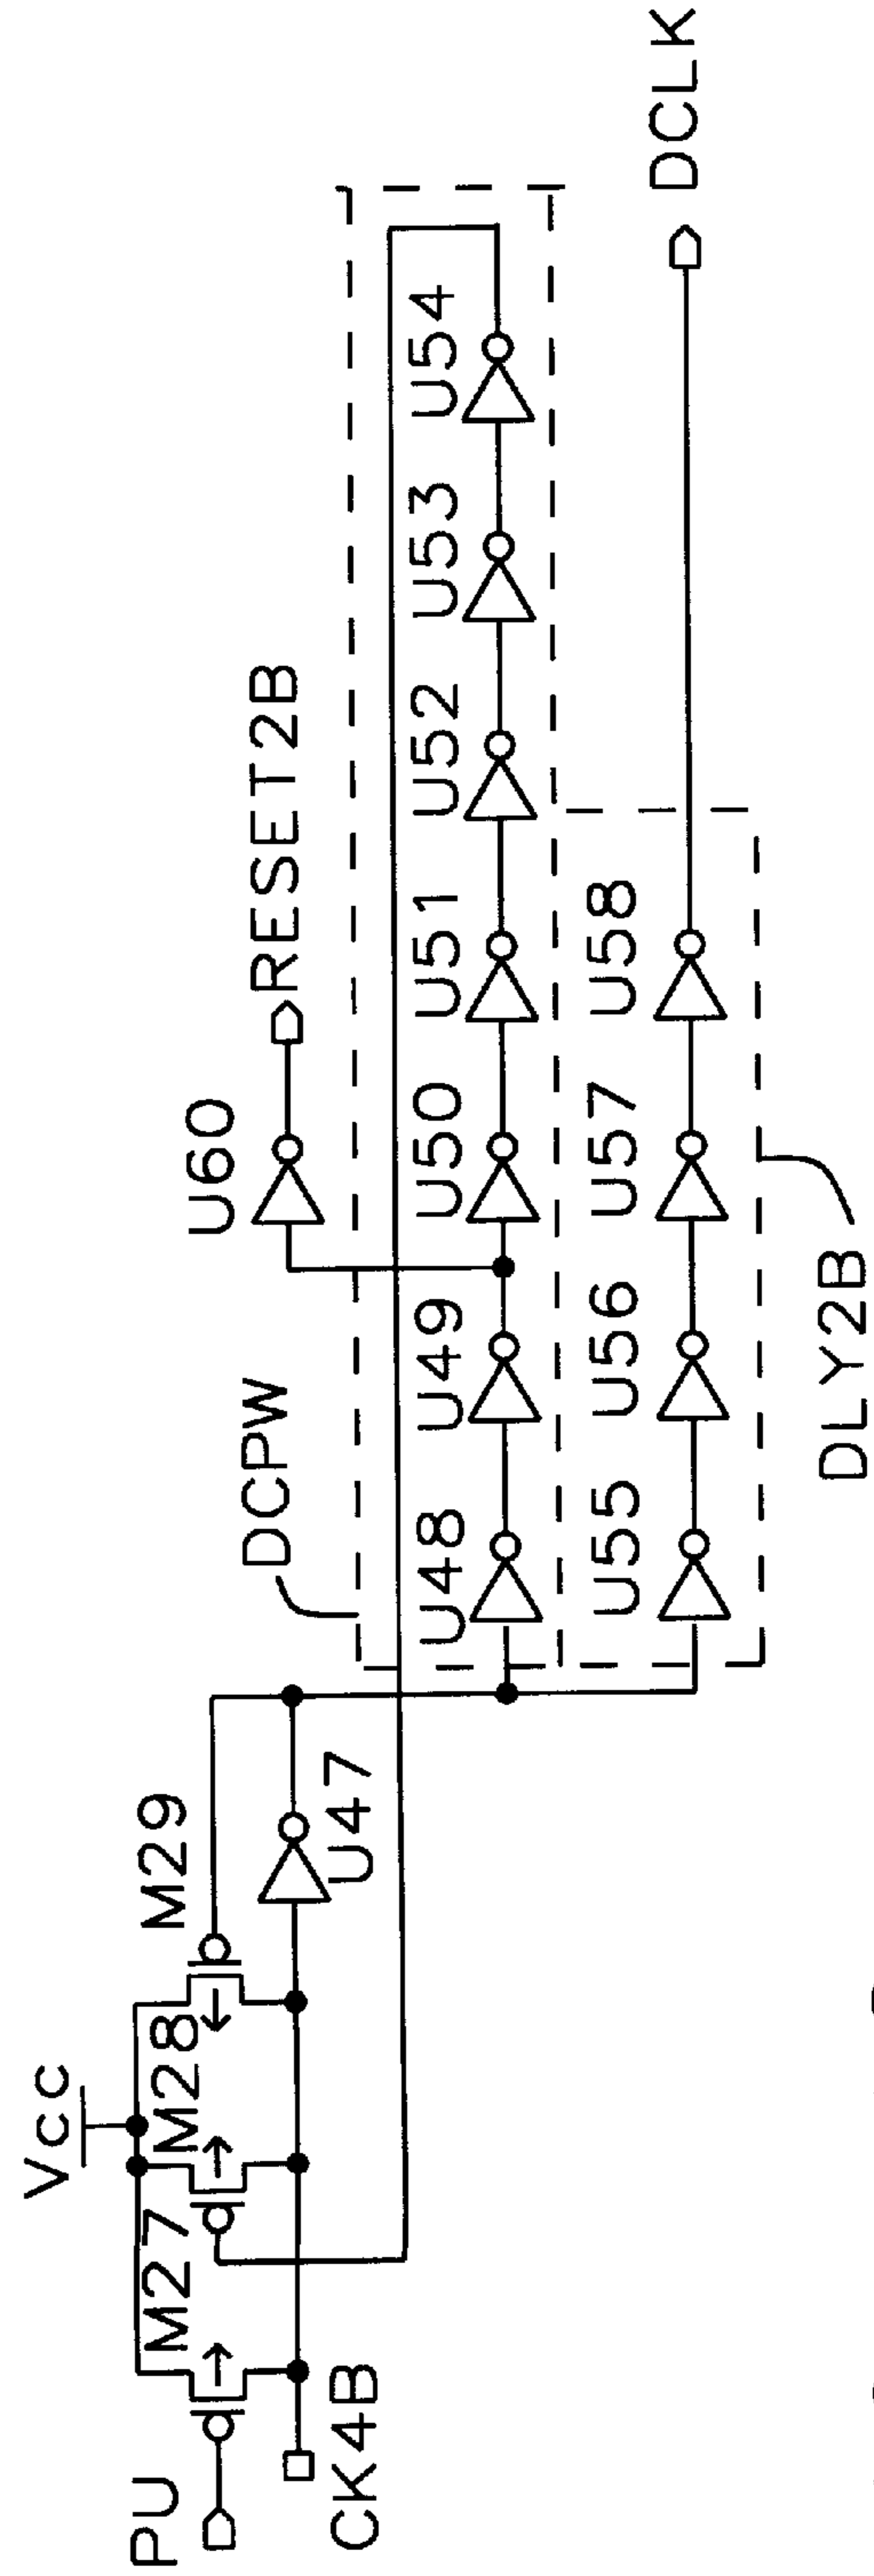 Vcc
PU
M27
M28
M29
CK4B
U47
DCPW
U60
RESET2B
U48
U49
U50
U51
U52
U53
U54
U55
U56
U57
U58
DCLK
DLY2B